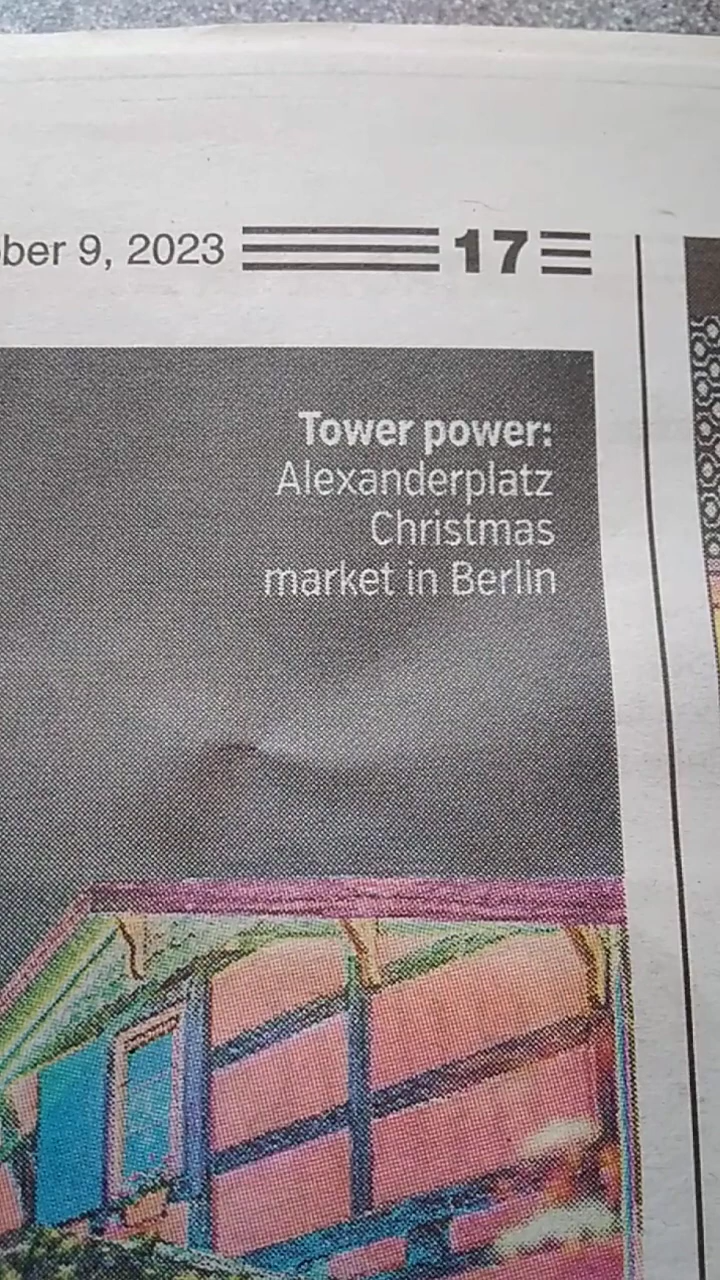 ber 9, 2023 17
Tower power:
Alexanderplatz
Christmas
market in Berlin